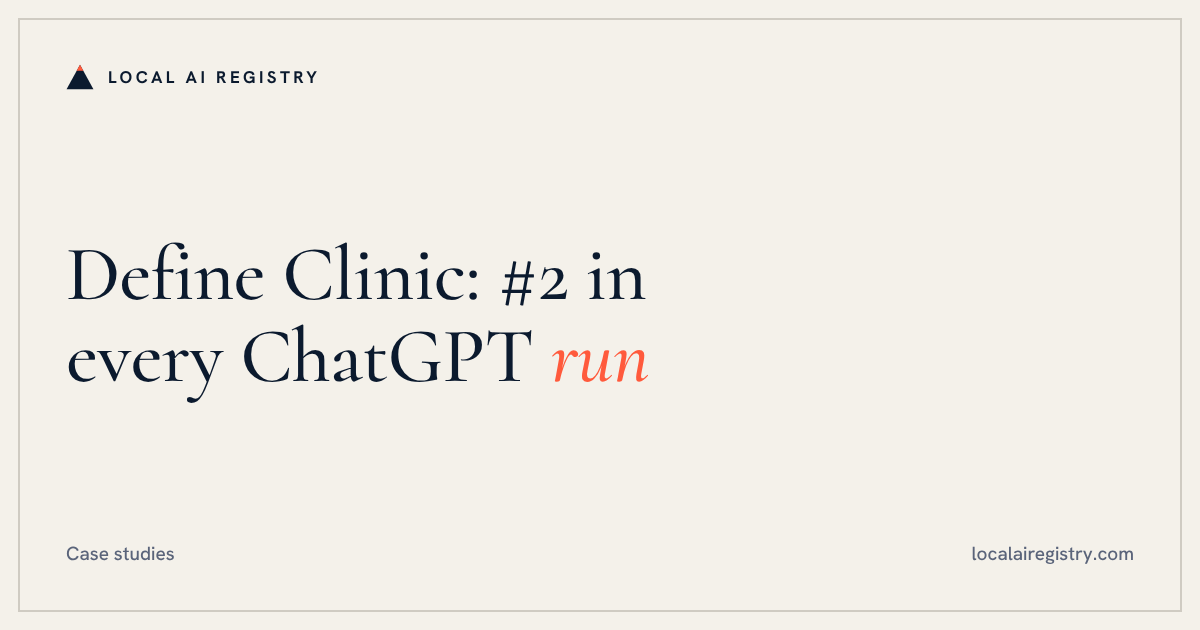 LOCAL AI REGISTRY
Define Clinic: #2 in
every ChatGPT run
Case studies
localairegistry.com